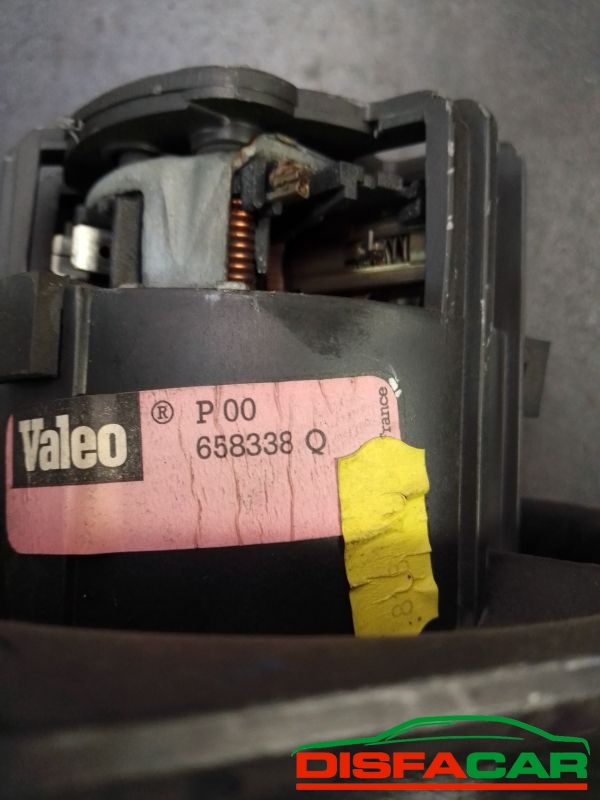 Valeo ® P 00
658338 Q
France
DISFACAR